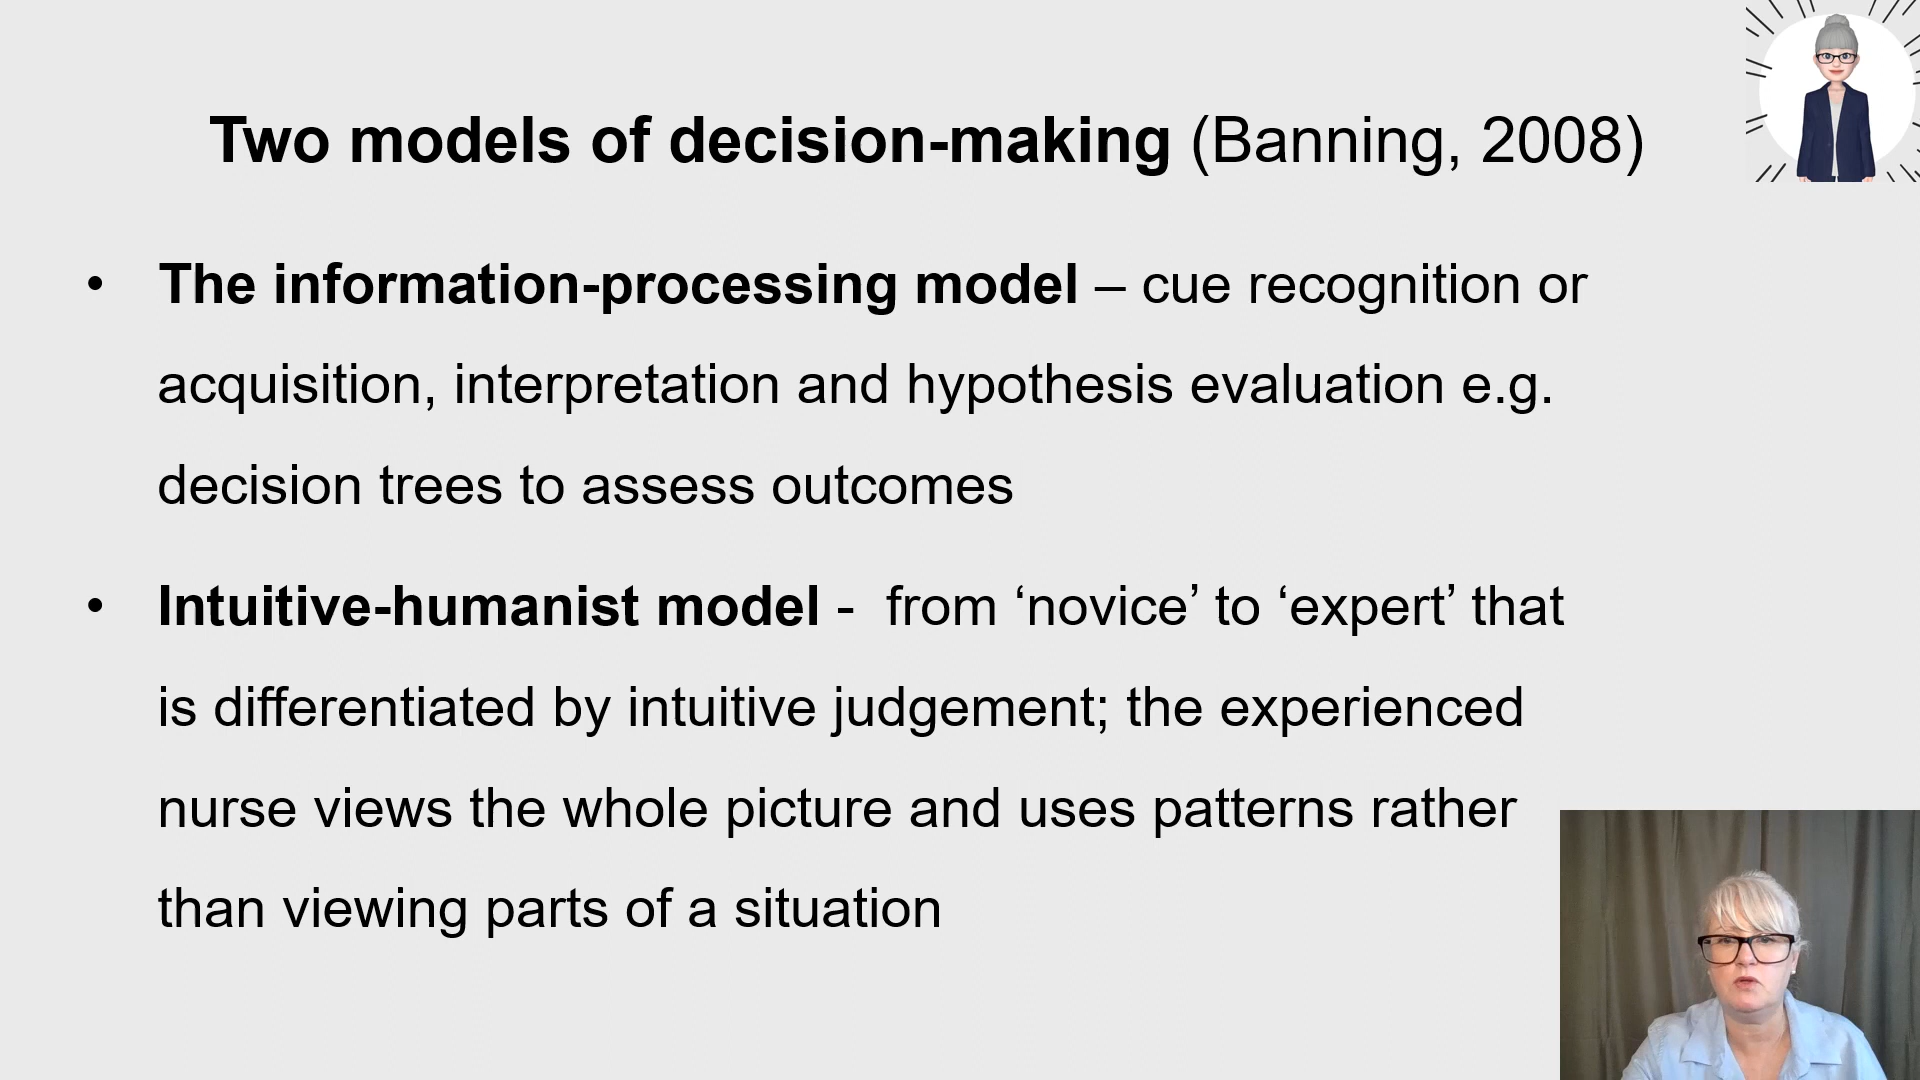 Two models of decision-making (Banning, 2008)
• The information-processing model – cue recognition or
acquisition, interpretation and hypothesis evaluation e.g.
decision trees to assess outcomes
• Intuitive-humanist model -  from ‘novice’ to ‘expert’ that
is differentiated by intuitive judgement; the experienced
nurse views the whole picture and uses patterns rather
than viewing parts of a situation